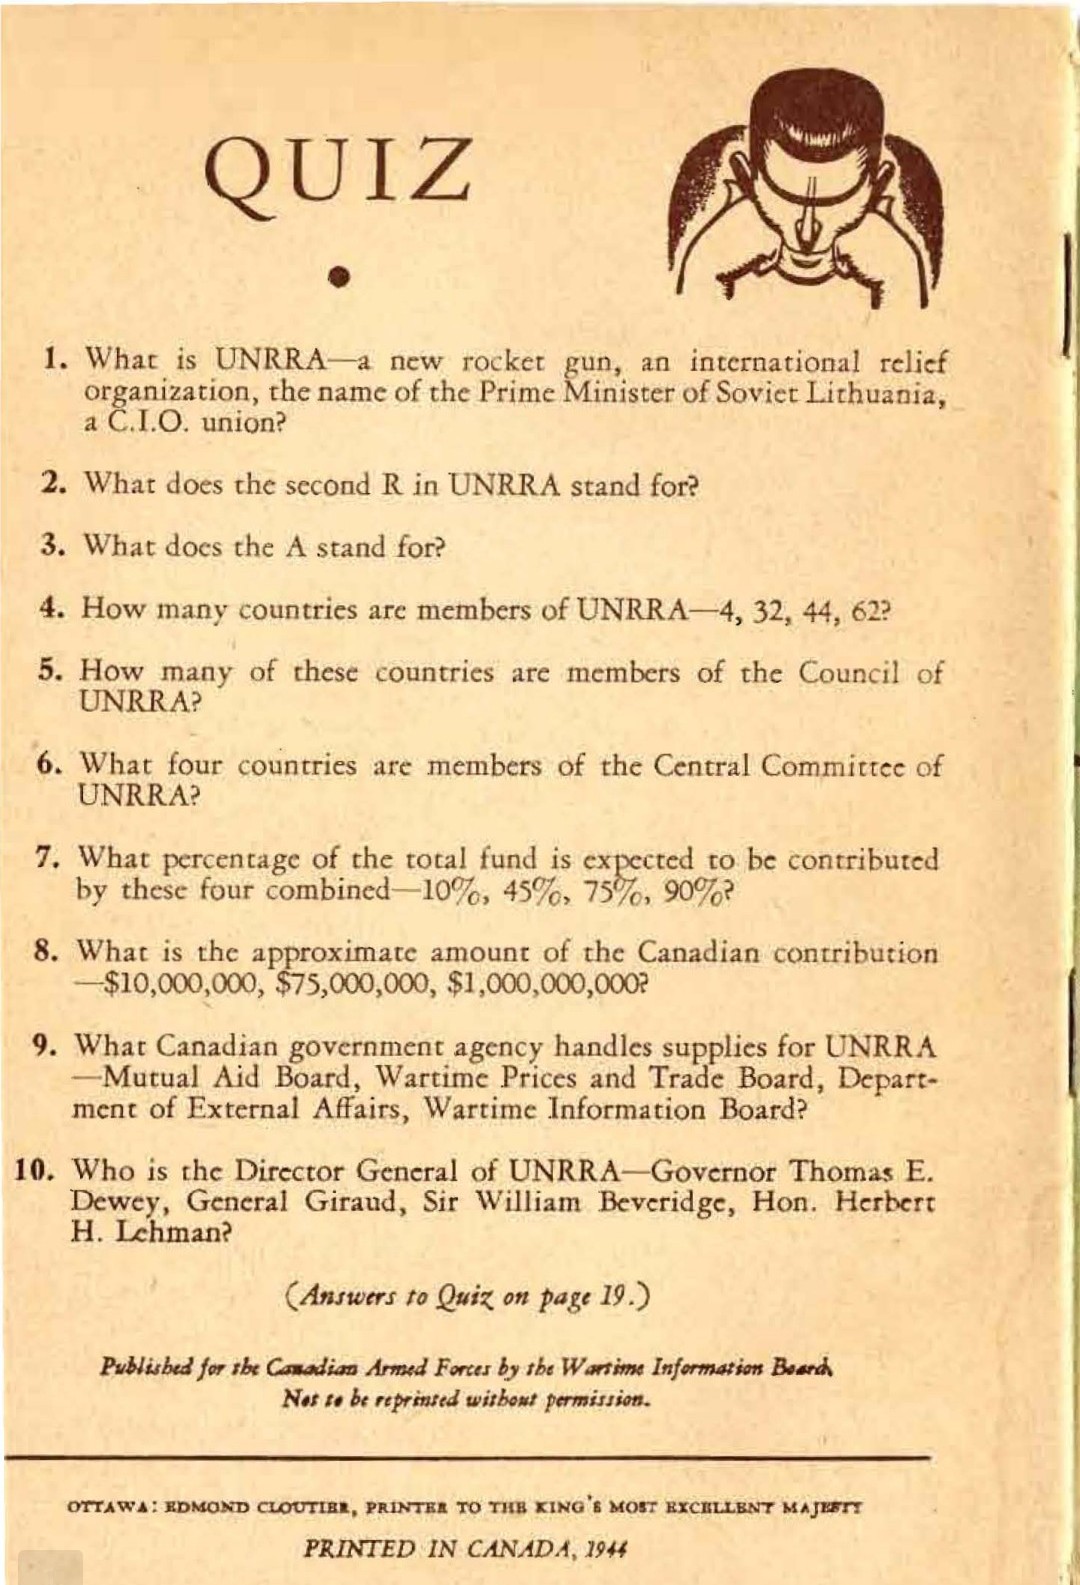 QUIZ
1. What is UNRRA—a new rocket gun, an international relief
organization, the name of the Prime Minister of Soviet Lithuania,
a C.I.O. union?
2. What does the second R in UNRRA stand for?
3. What does the A stand for?
4. How many countries are members of UNRRA—4, 32, 44, 62?
5. How many of these countries are members of the Council of
UNRRA?
6. What four countries are members of the Central Committee of
UNRRA?
7. What percentage of the total fund is expected to be contributed
by these four combined—10%, 45%, 75%, 90%?
8. What is the approximate amount of the Canadian contribution
—$10,000,000, $75,000,000, $1,000,000,000?
9. What Canadian government agency handles supplies for UNRRA
—Mutual Aid Board, Wartime Prices and Trade Board, Depart-
ment of External Affairs, Wartime Information Board?
10. Who is the Director General of UNRRA—Governor Thomas E.
Dewey, General Giraud, Sir William Beveridge, Hon. Herbert
H. Lehman?
(Answers to Quiz on page 19.)
Published for the Canadian Armed Forces by the Wartime Information Board.
Not to be reprinted without permission.
OTTAWA: EDMOND CLOUTIER, PRINTER TO THE KING'S MOST EXCELLENT MAJESTY
PRINTED IN CANADA, 1944